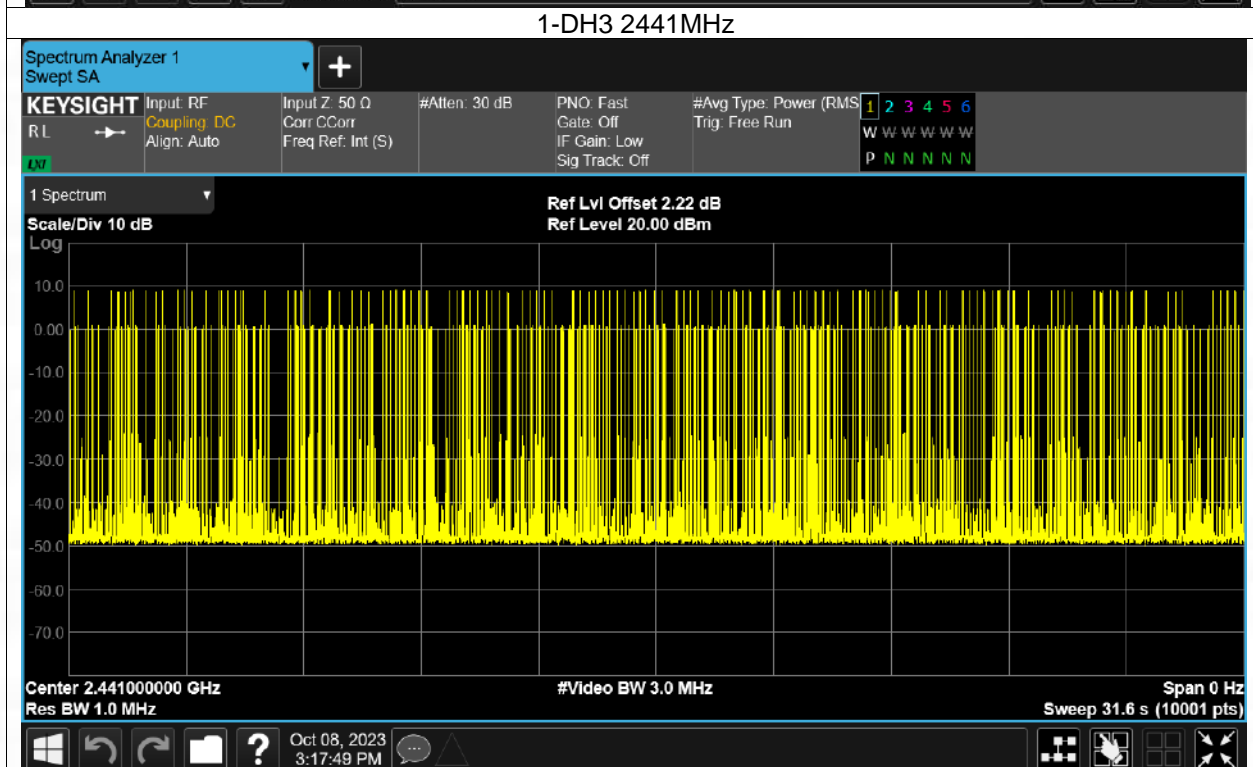 1-DH3 2441MHz
Spectrum Analyzer 1
Swept SA
+
KEYSIGHT Input: RF Input Z: 50 Ω #Atten: 30 dB PNO: Fast #Avg Type: Power (RMS 1 2 3 4 5 6
RL Coupling: DC Corr CCorr Gate: Off Trig: Free Run W W W W W W
Align: Auto Freq Ref: Int (S) IF Gain: Low
LXI Sig Track: Off P N N N N N
1 Spectrum
Ref Lvl Offset 2.22 dB
Scale/Div 10 dB Ref Level 20.00 dBm
Log
10.0
0.00
-10.0
-20.0
-30.0
-40.0
-50.0
-60.0
-70.0
Center 2.441000000 GHz #Video BW 3.0 MHz Span 0 Hz
Res BW 1.0 MHz Sweep 31.6 s (10001 pts)
? Oct 08, 2023
3:17:49 PM